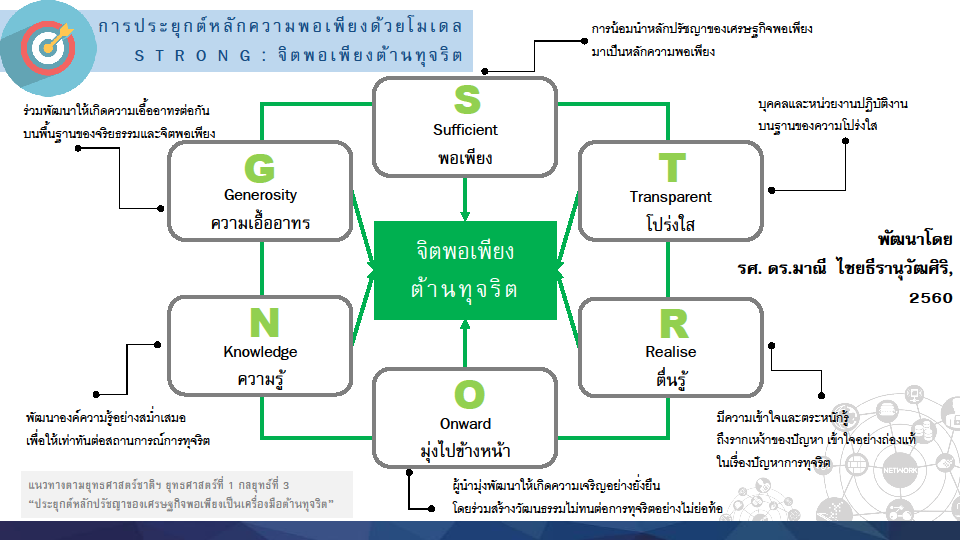 การประยุกต์หลักความพอเพียงด้วยโมเดล
S T R O N G : จิตพอเพียงต้านทุจริต
การน้อมนำหลักปรัชญาของเศรษฐกิจพอเพียง
มาเป็นหลักความพอเพียง
S
Sufficient
พอเพียง
ร่วมพัฒนาให้เกิดความเอื้ออาทรต่อกัน
บนพื้นฐานของจริยธรรมและจิตพอเพียง
G
Generosity
ความเอื้ออาทร
บุคคลและหน่วยงานปฏิบัติงาน
บนฐานของความโปร่งใส
T
Transparent
โปร่งใส
จิตพอเพียง
ต้านทุจริต
พัฒนาโดย
รศ. ดร.มาณี ไชยธีรานุวัฒศิริ,
2560
N
Knowledge
ความรู้
R
Realise
ตื่นรู้
O
Onward
มุ่งไปข้างหน้า
พัฒนาองค์ความรู้อย่างสม่ำเสมอ
เพื่อให้เท่าทันต่อสถานการณ์การทุจริต
มีความเข้าใจและตระหนักรู้
ถึงรากเหง้าของปัญหา เข้าใจอย่างถ่องแท้
ในเรื่องปัญหาการทุจริต
NETWORK
แนวทางตามยุทธศาสตร์ชาติฯ ยุทธศาสตร์ที่ 1 กลยุทธ์ที่ 3
“ประยุกต์หลักปรัชญาของเศรษฐกิจพอเพียงเป็นเครื่องมือต้านทุจริต”
ผู้นำมุ่งพัฒนาให้เกิดความเจริญอย่างยั่งยืน
โดยร่วมสร้างวัฒนธรรมไม่ทนต่อการทุจริตอย่างไม่ย่อท้อ